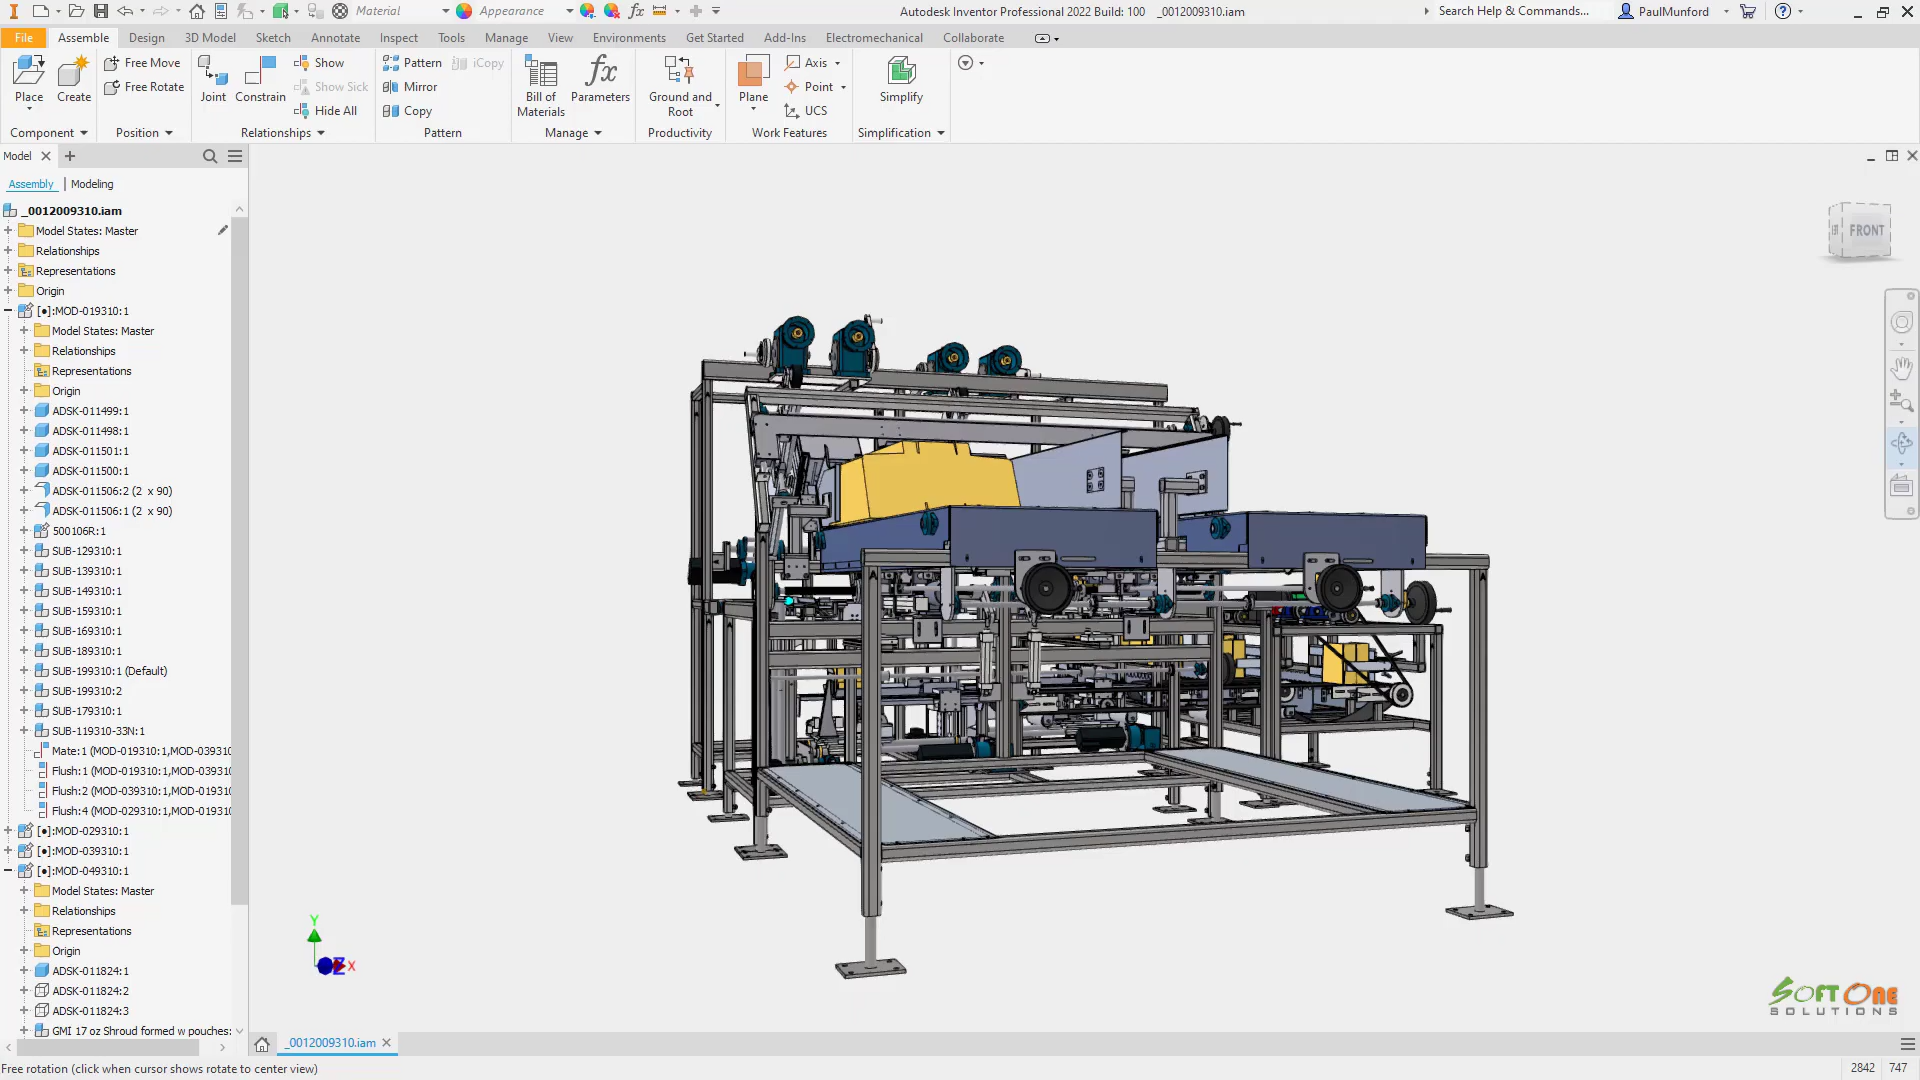 Material
Appearance
Autodesk Inventor Professional 2022 Build: 100 _0012009310.iam
Search Help & Commands...
PaulMunford
File Assemble Design 3D Model Sketch Annotate Inspect Tools Manage View Environments Get Started Add-Ins Electromechanical Collaborate
Place
Create
Free Move
Free Rotate
Joint
Constrain
Show
Show Sick
Hide All
Pattern
iCopy
Mirror
Copy
Bill of
Materials
Parameters
Ground and
Root
Plane
Axis
Point
UCS
Simplify
Component
Position
Relationships
Pattern
Manage
Productivity
Work Features
Simplification
Model
Assembly | Modeling
_0012009310.iam
Model States: Master
Relationships
Representations
Origin
[●]:MOD-019310:1
Model States: Master
Relationships
Representations
Origin
ADSK-011499:1
ADSK-011498:1
ADSK-011501:1
ADSK-011500:1
ADSK-011506:2 (2 x 90)
ADSK-011506:1 (2 x 90)
500106R:1
SUB-129310:1
SUB-139310:1
SUB-149310:1
SUB-159310:1
SUB-169310:1
SUB-189310:1
SUB-199310:1 (Default)
SUB-199310:2
SUB-179310:1
SUB-119310-33N:1
Mate:1 (MOD-019310:1,MOD-039310
Flush:1 (MOD-019310:1,MOD-039310
Flush:2 (MOD-039310:1,MOD-019310
Flush:4 (MOD-029310:1,MOD-019310
[●]:MOD-029310:1
[●]:MOD-039310:1
[●]:MOD-049310:1
Model States: Master
Relationships
Representations
Origin
ADSK-011824:1
ADSK-011824:2
ADSK-011824:3
GMI 17 oz Shroud formed w pouches:
FRONT
Y
Z X
SOFT ONE
SOLUTIONS
_0012009310.iam
Free rotation (click when cursor shows rotate to center view)
2842 747